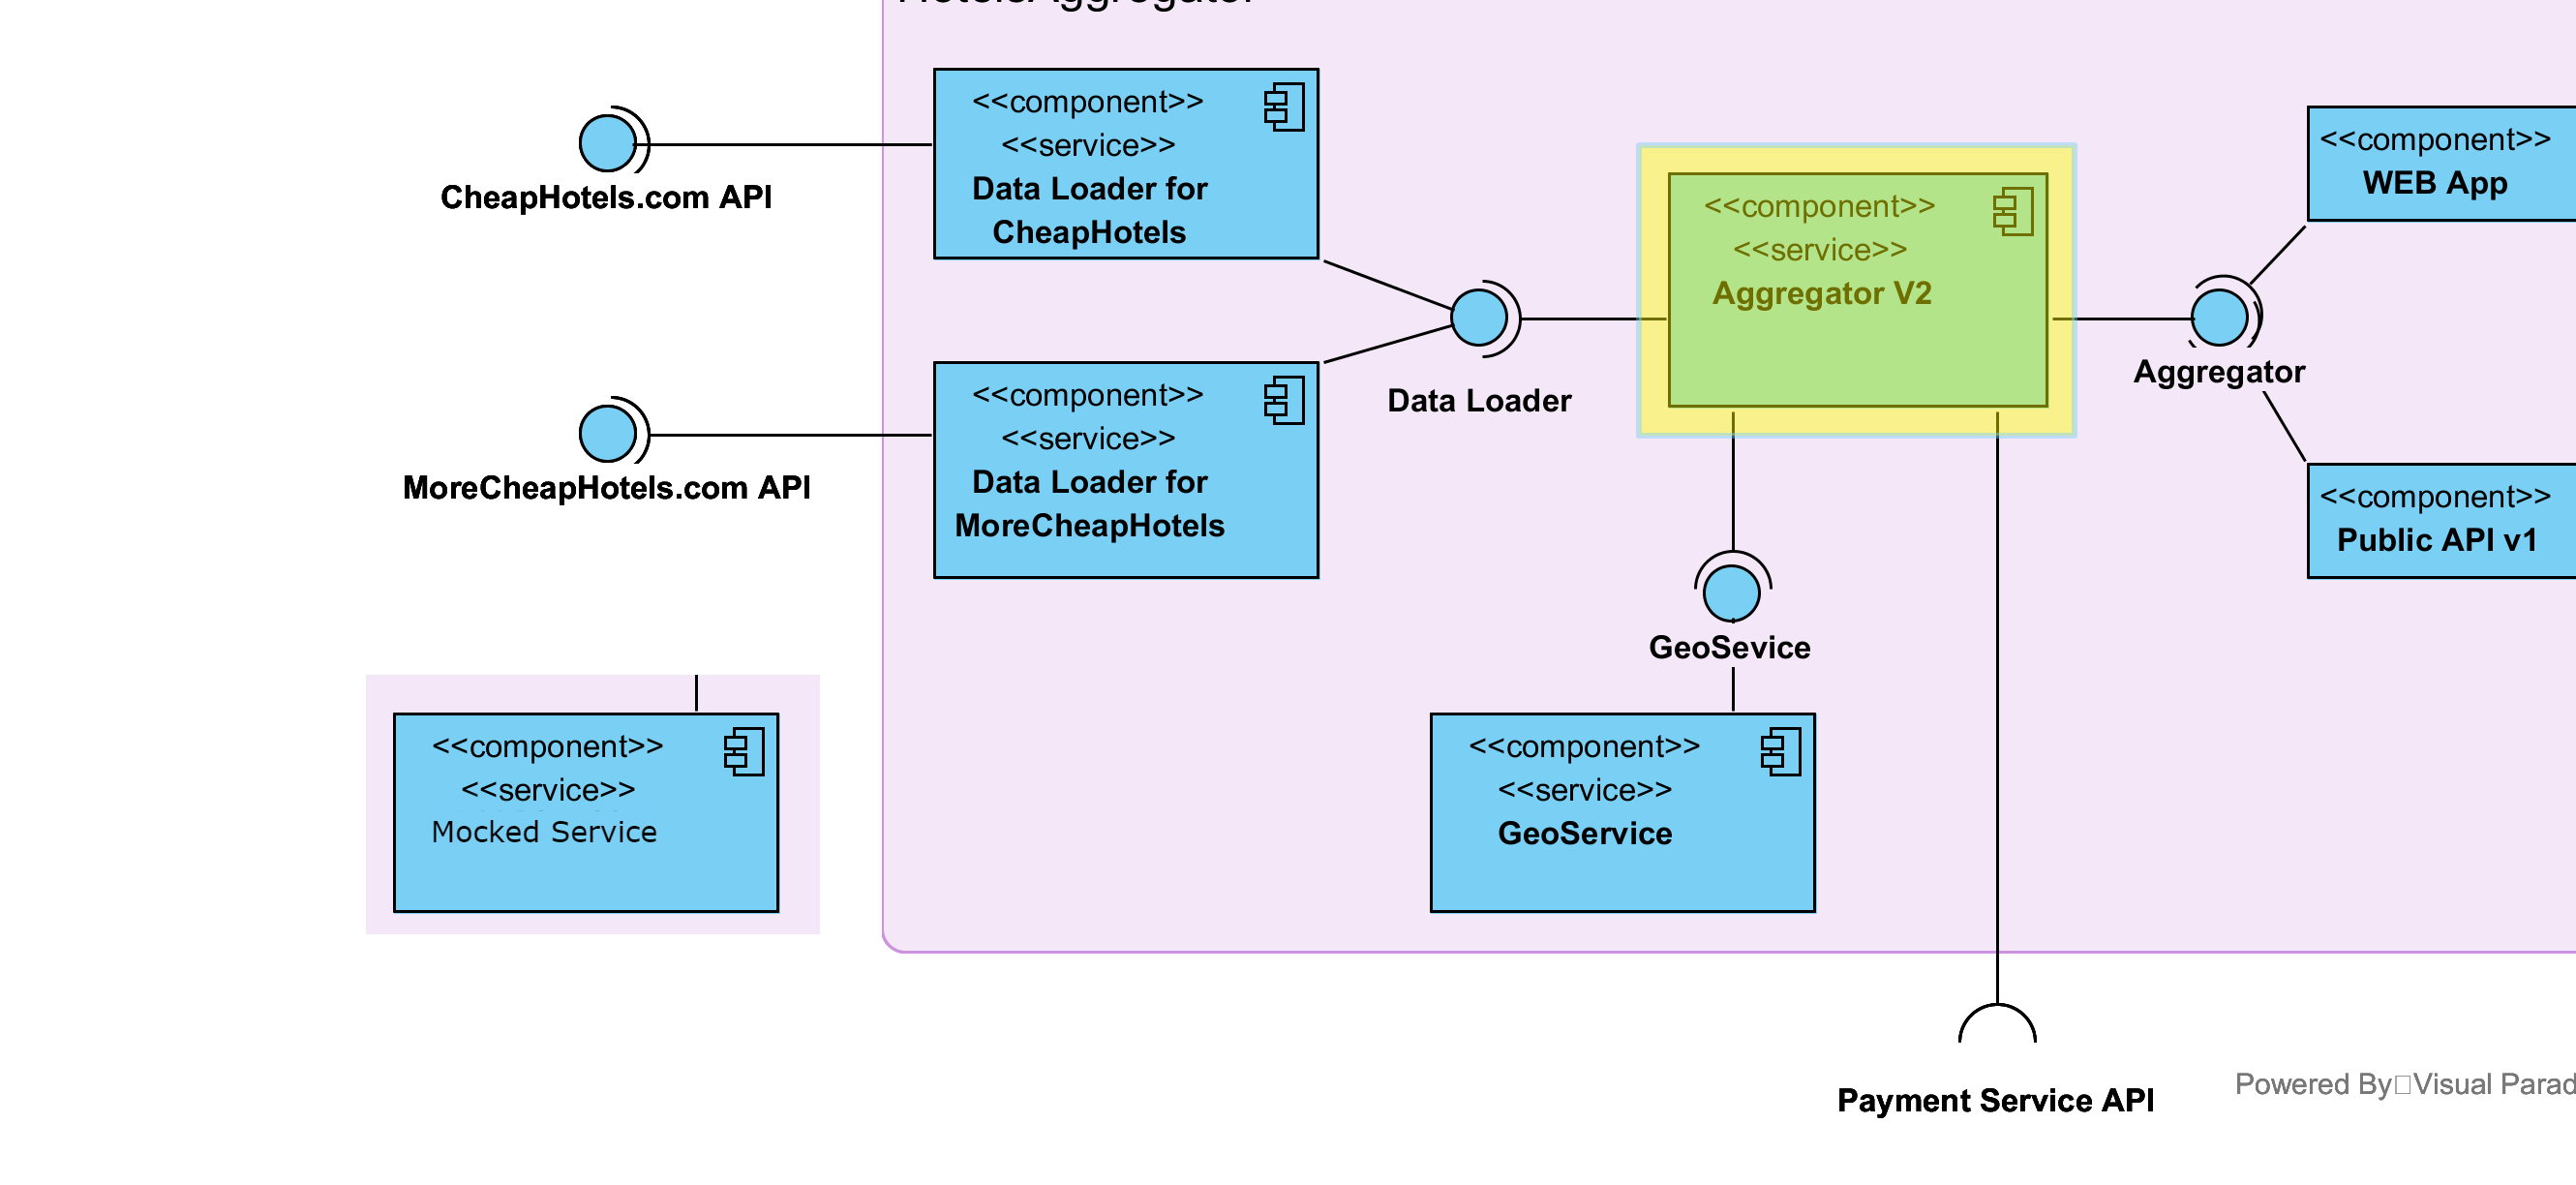 HotelsAggregator
<<component>>
<<service>>
Data Loader for
CheapHotels
CheapHotels.com API
<<component>>
<<service>>
Aggregator V2
<<component>>
WEB App
Data Loader
Aggregator
<<component>>
<<service>>
Data Loader for
MoreCheapHotels
MoreCheapHotels.com API
<<component>>
Public API v1
GeoSevice
<<component>>
<<service>>
Mocked Service
<<component>>
<<service>>
GeoService
Payment Service API
Powered By□Visual Parad